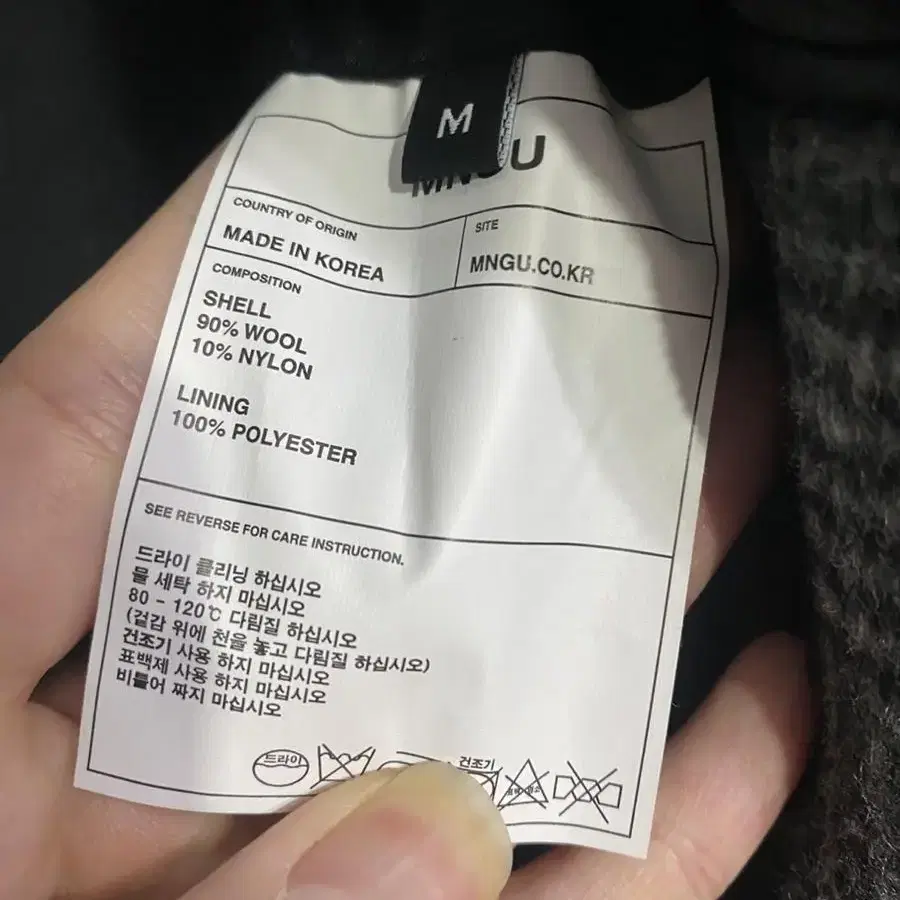 M
MNGU
COUNTRY OF ORIGIN
MADE IN KOREA
SITE
MNGU.CO.KR
COMPOSITION
SHELL
90% WOOL
10% NYLON
LINING
100% POLYESTER
SEE REVERSE FOR CARE INSTRUCTION.
드라이 클리닝 하십시오
물 세탁 하지 마십시오
80 - 120℃ 다림질 하십시오
(겉감 위에 천을 놓고 다림질 하십시오)
건조기 사용 하지 마십시오
표백제 사용 하지 마십시오
비틀어 짜지 마십시오
드라이
건조기